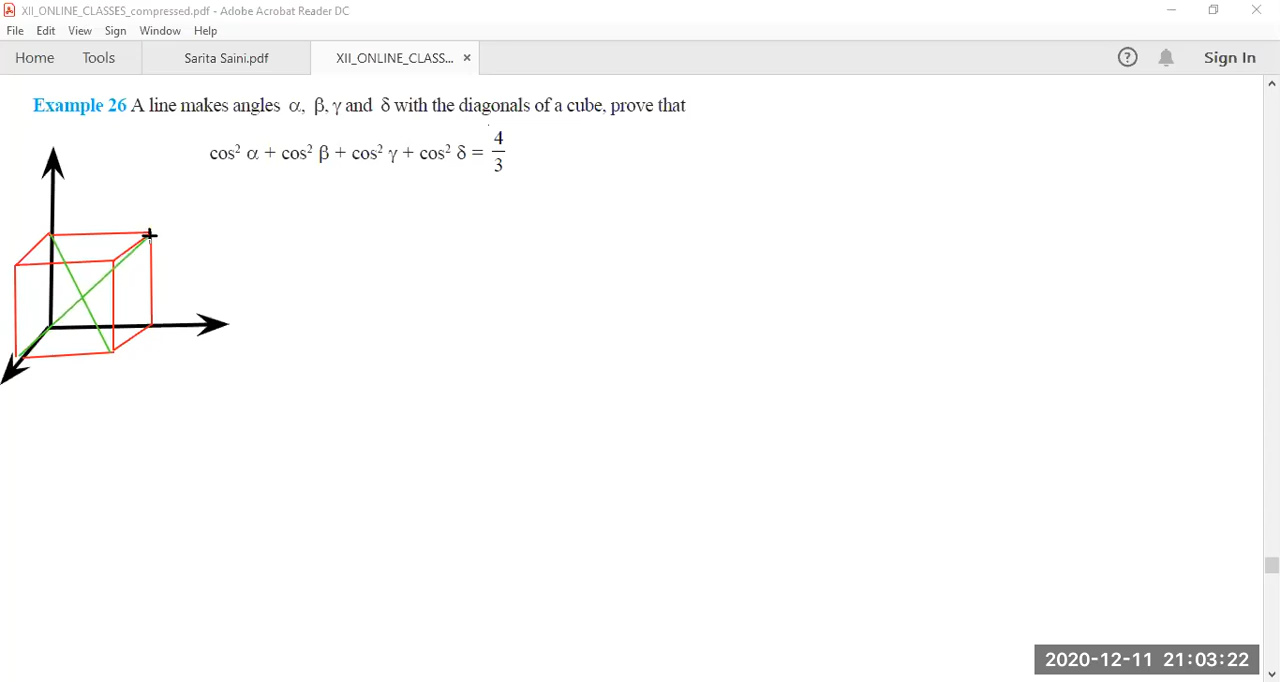 XII_ONLINE_CLASSES_compressed.pdf - Adobe Acrobat Reader DC
File Edit View Sign Window Help
Home Tools Sarita Saini.pdf XII_ONLINE_CLASS... × Sign In
Example 26 A line makes angles α, β, γ and δ with the diagonals of a cube, prove that
cos² α + cos² β + cos² γ + cos² δ = 4/3
2020-12-11 21:03:22